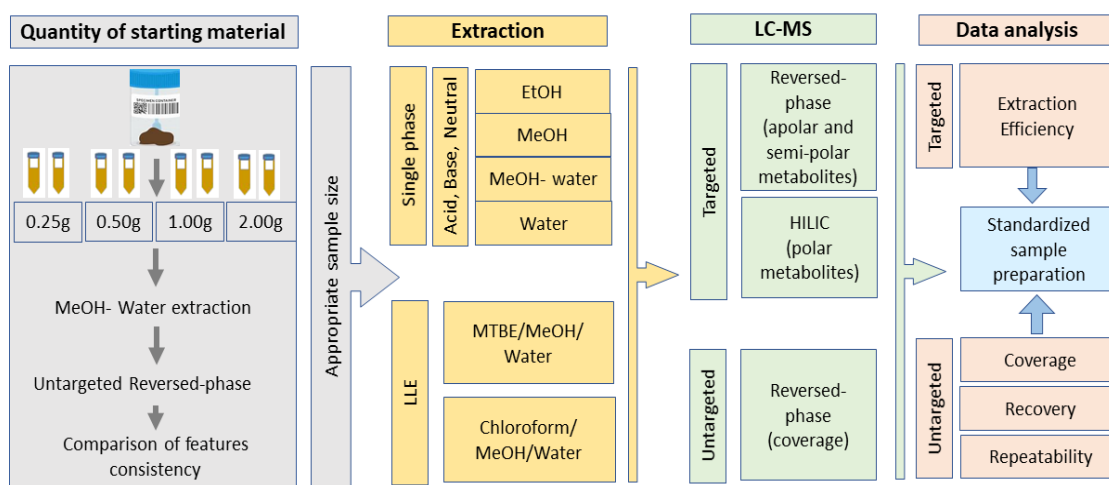 Quantity of starting material
SPECIMEN CONTAINER
0.25g
0.50g
1.00g
2.00g
MeOH- Water extraction
Untargeted Reversed-phase
Comparison of features
consistency
Appropriate sample size
Extraction
Single phase
Acid, Base, Neutral
EtOH
MeOH
MeOH- water
Water
LLE
MTBE/MeOH/
Water
Chloroform/
MeOH/Water
LC-MS
Targeted
Reversed-
phase
(apolar and
semi-polar
metabolites)
HILIC
(polar
metabolites)
Untargeted
Reversed-
phase
(coverage)
Data analysis
Targeted
Extraction
Efficiency
Standardized
sample
preparation
Untargeted
Coverage
Recovery
Repeatability